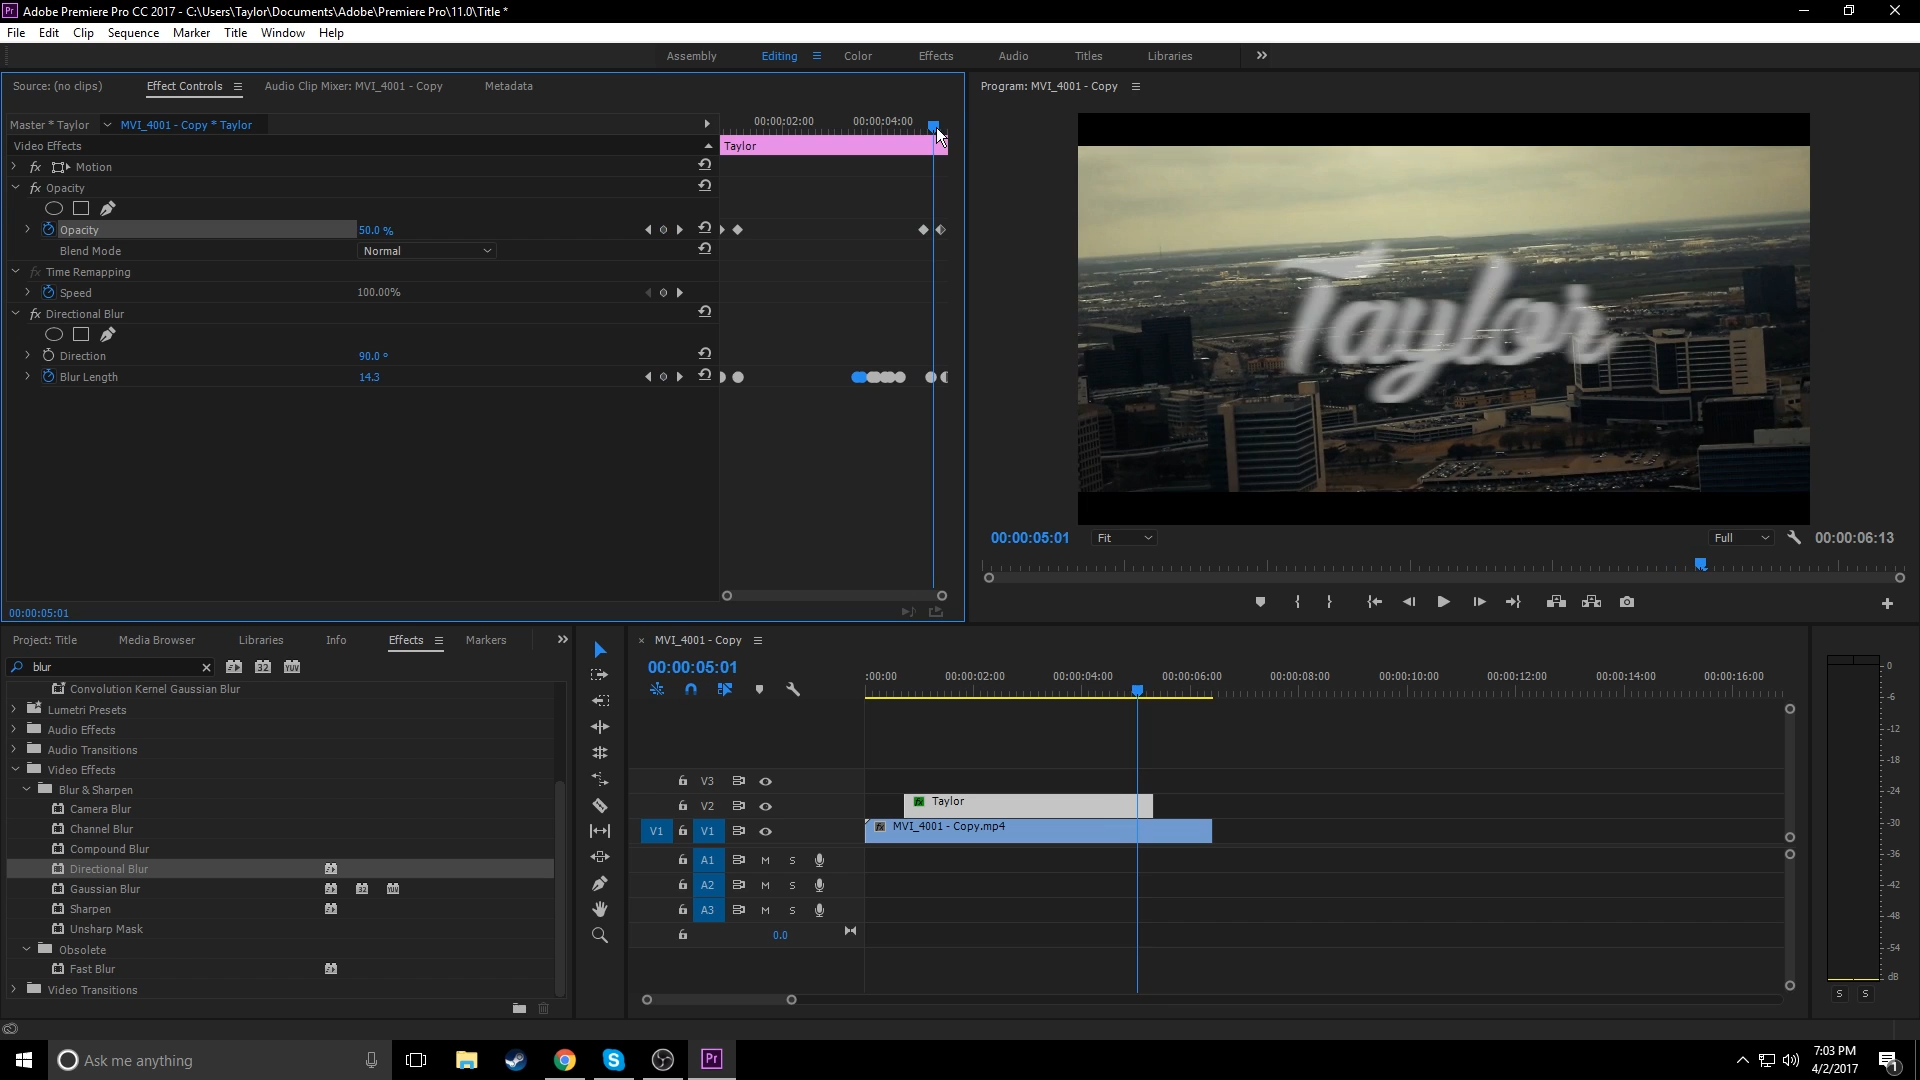 Pr Adobe Premiere Pro CC 2017 - C:\Users\Taylor\Documents\Adobe\Premiere Pro\11.0\Title *
File Edit Clip Sequence Marker Title Window Help
Assembly Editing Color Effects Audio Titles Libraries
Source: (no clips) Effect Controls Audio Clip Mixer: MVI_4001 - Copy Metadata
Master * Taylor MVI_4001 - Copy * Taylor
00:00:02:00 00:00:04:00
Video Effects
Taylor
fx Motion
fx Opacity
Opacity 50.0 %
Blend Mode Normal
fx Time Remapping
Speed 100.00%
fx Directional Blur
Direction 90.0 °
Blur Length 14.3
00:00:05:01
Program: MVI_4001 - Copy
Taylor
00:00:05:01 Fit Full 00:00:06:13
Project: Title Media Browser Libraries Info Effects Markers
blur 32 YUV
Convolution Kernel Gaussian Blur
Lumetri Presets
Audio Effects
Audio Transitions
Video Effects
Blur & Sharpen
Camera Blur
Channel Blur
Compound Blur
Directional Blur
Gaussian Blur 32 YUV
Sharpen
Unsharp Mask
Obsolete
Fast Blur
Video Transitions
× MVI_4001 - Copy
00:00:05:01
:00:00 00:00:02:00 00:00:04:00 00:00:06:00 00:00:08:00 00:00:10:00 00:00:12:00 00:00:14:00 00:00:16:00
V3
V2 fx Taylor
V1 V1 fx MVI_4001 - Copy.mp4
A1 M S
A2 M S
A3 M S
0.0
0
-6
-12
-18
-24
-30
-36
-42
-48
-54
dB
S S
Ask me anything
Pr
7:03 PM
4/2/2017
1